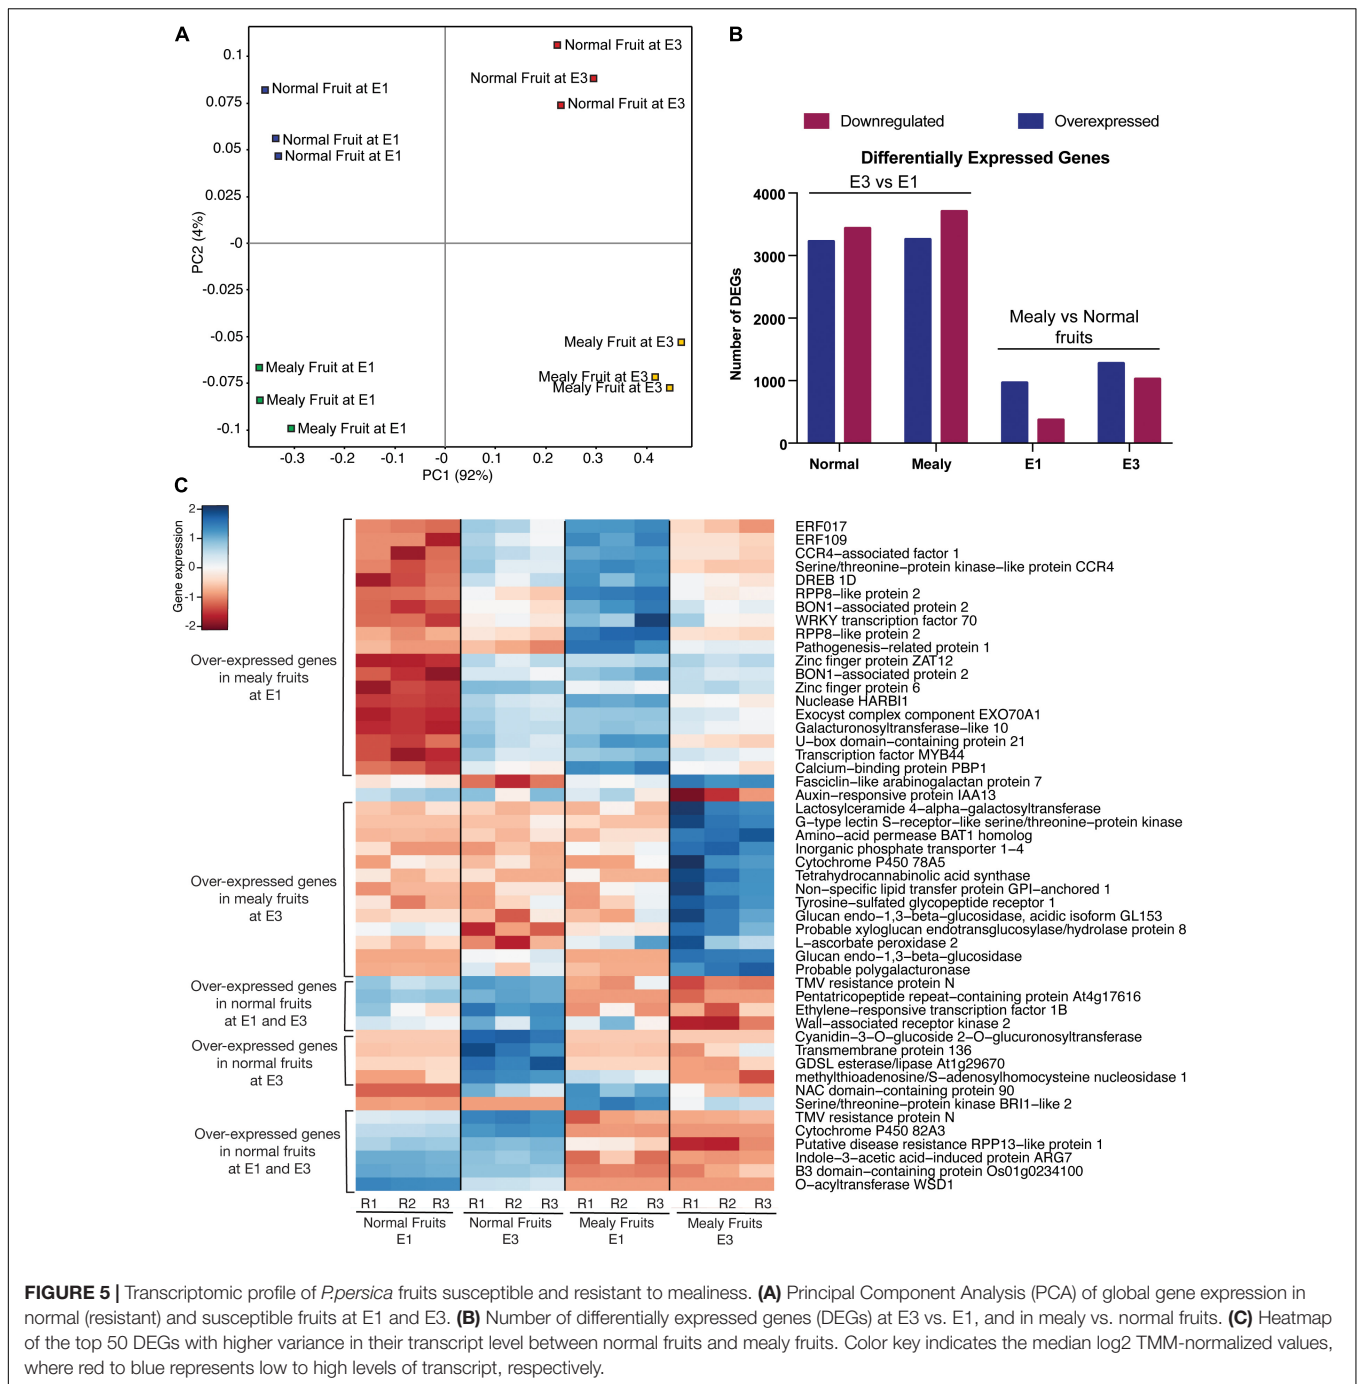 A
0.1
0.075
0.05
0.025
-0
-0.025
-0.05
-0.075
-0.1
PC2 (4%)
Normal Fruit at E3
Normal Fruit at E3
Normal Fruit at E3
Normal Fruit at E1
Normal Fruit at E1
Normal Fruit at E1
Mealy Fruit at E3
Mealy Fruit at E3
Mealy Fruit at E3
Mealy Fruit at E1
Mealy Fruit at E1
Mealy Fruit at E1
-0.3 -0.2 -0.1 -0 0.1 0.2 0.3 0.4
PC1 (92%)
B
Downregulated Overexpressed
Differentially Expressed Genes
E3 vs E1
Mealy vs Normal
fruits
Number of DEGs
4000
3000
2000
1000
0
Normal Mealy E1 E3
C
Gene expression
2
1
0
-1
-2
Over-expressed genes
in mealy fruits
at E1
Over-expressed genes
in mealy fruits
at E3
Over-expressed genes
in normal fruits
at E1 and E3
Over-expressed genes
in normal fruits
at E3
Over-expressed genes
in normal fruits
at E1 and E3
ERF017
ERF109
CCR4−associated factor 1
Serine/threonine−protein kinase−like protein CCR4
DREB 1D
RPP8−like protein 2
BON1−associated protein 2
WRKY transcription factor 70
RPP8−like protein 2
Pathogenesis−related protein 1
Zinc finger protein ZAT12
BON1−associated protein 2
Zinc finger protein 6
Nuclease HARBI1
Exocyst complex component EXO70A1
Galacturonosyltransferase−like 10
U−box domain−containing protein 21
Transcription factor MYB44
Calcium−binding protein PBP1
Fasciclin−like arabinogalactan protein 7
Auxin−responsive protein IAA13
Lactosylceramide 4−alpha−galactosyltransferase
G−type lectin S−receptor−like serine/threonine−protein kinase
Amino−acid permease BAT1 homolog
Inorganic phosphate transporter 1−4
Cytochrome P450 78A5
Tetrahydrocannabinolic acid synthase
Non−specific lipid transfer protein GPI−anchored 1
Tyrosine−sulfated glycopeptide receptor 1
Glucan endo−1,3−beta−glucosidase, acidic isoform GL153
Probable xyloglucan endotransglucosylase/hydrolase protein 8
L−ascorbate peroxidase 2
Glucan endo−1,3−beta−glucosidase
Probable polygalacturonase
TMV resistance protein N
Pentatricopeptide repeat−containing protein At4g17616
Ethylene−responsive transcription factor 1B
Wall−associated receptor kinase 2
Cyanidin−3−O−glucoside 2−O−glucuronosyltransferase
Transmembrane protein 136
GDSL esterase/lipase At1g29670
methylthioadenosine/S−adenosylhomocysteine nucleosidase 1
NAC domain−containing protein 90
Serine/threonine−protein kinase BRI1−like 2
TMV resistance protein N
Cytochrome P450 82A3
Putative disease resistance RPP13−like protein 1
Indole−3−acetic acid−induced protein ARG7
B3 domain−containing protein Os01g0234100
O−acyltransferase WSD1
R1 R2 R3 R1 R2 R3 R1 R2 R3 R1 R2 R3
Normal Fruits Normal Fruits Mealy Fruits Mealy Fruits
E1 E3 E1 E3
FIGURE 5 | Transcriptomic profile of P.persica fruits susceptible and resistant to mealiness. (A) Principal Component Analysis (PCA) of global gene expression in
normal (resistant) and susceptible fruits at E1 and E3. (B) Number of differentially expressed genes (DEGs) at E3 vs. E1, and in mealy vs. normal fruits. (C) Heatmap
of the top 50 DEGs with higher variance in their transcript level between normal fruits and mealy fruits. Color key indicates the median log2 TMM-normalized values,
where red to blue represents low to high levels of transcript, respectively.